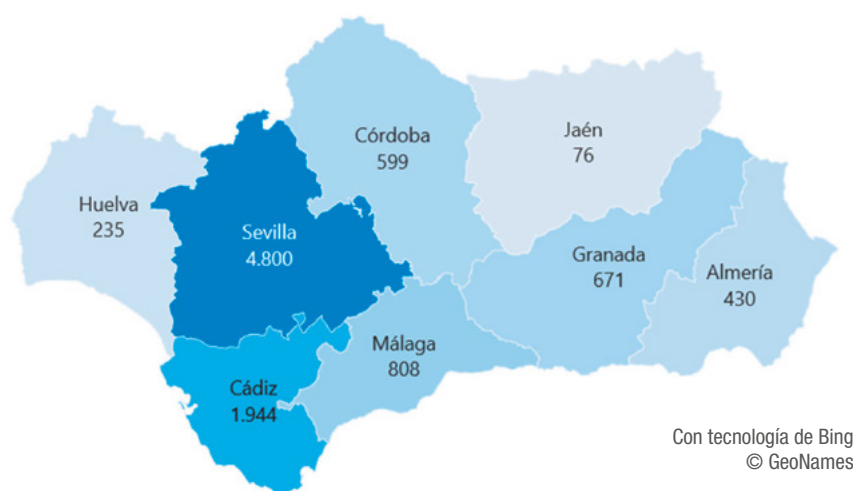 Córdoba
599
Jaén
76
Huelva
235
Sevilla
4.800
Granada
671
Almería
430
Málaga
808
Cádiz
1.944
Con tecnología de Bing
© GeoNames